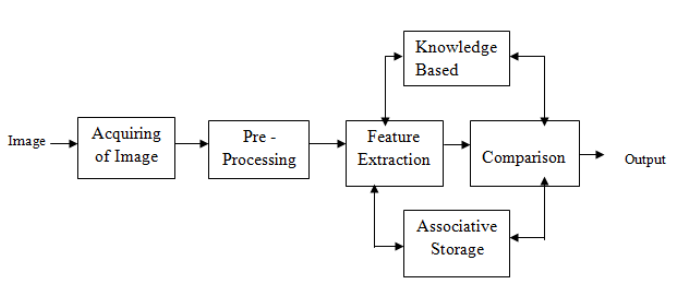 Knowledge
Based
Image
Acquiring
of Image
Pre -
Processing
Feature
Extraction
Comparison
Output
Associative
Storage